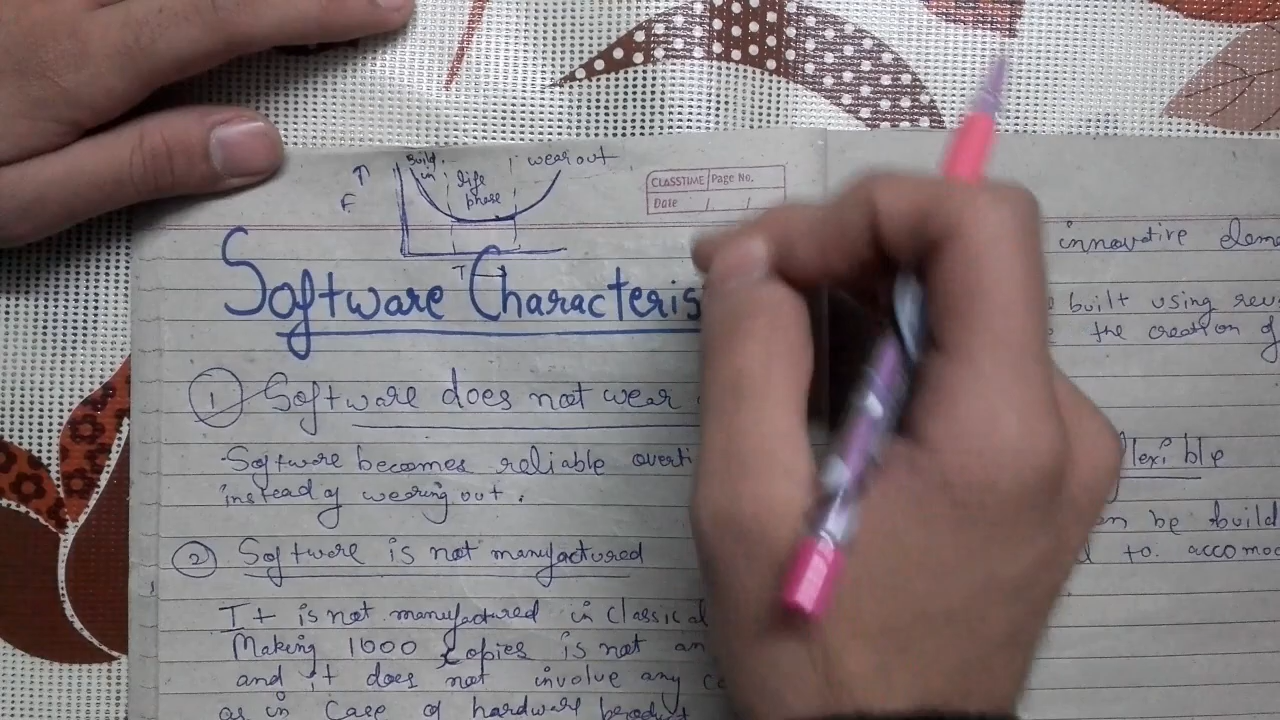 Build in
life phase
wear out
F
T
CLASSTIME Page No.
Date / /
Software Characteris
1 Software does not wear
Software becomes reliable overti
instead of wearing out.
2 Software is not manufactured
It is not manufactured in classical
Making 1000 copies is not an
and it does not involve any
as in case of hardware product
innovative
built using
the creation of
lexible
be build
to accomo